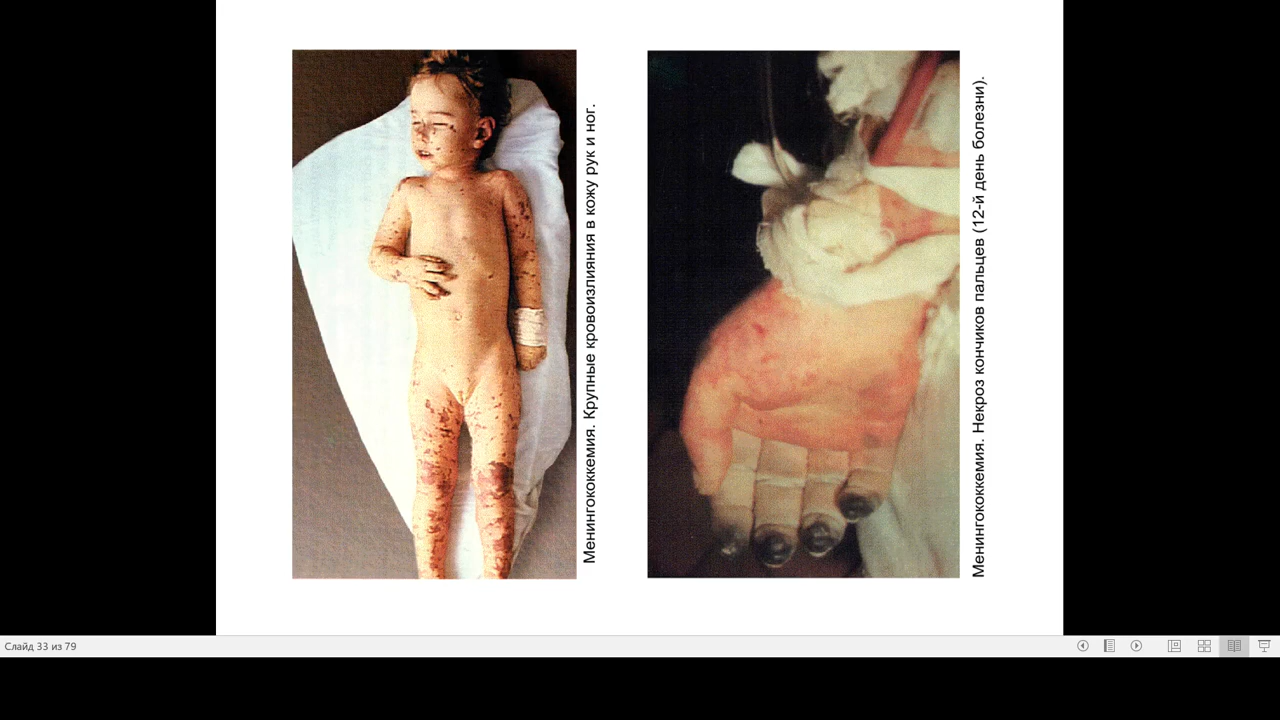 Менингококкемия. Крупные кровоизлияния в кожу рук и ног.
Менингококкемия. Некроз кончиков пальцев (12-й день болезни).
Слайд 33 из 79